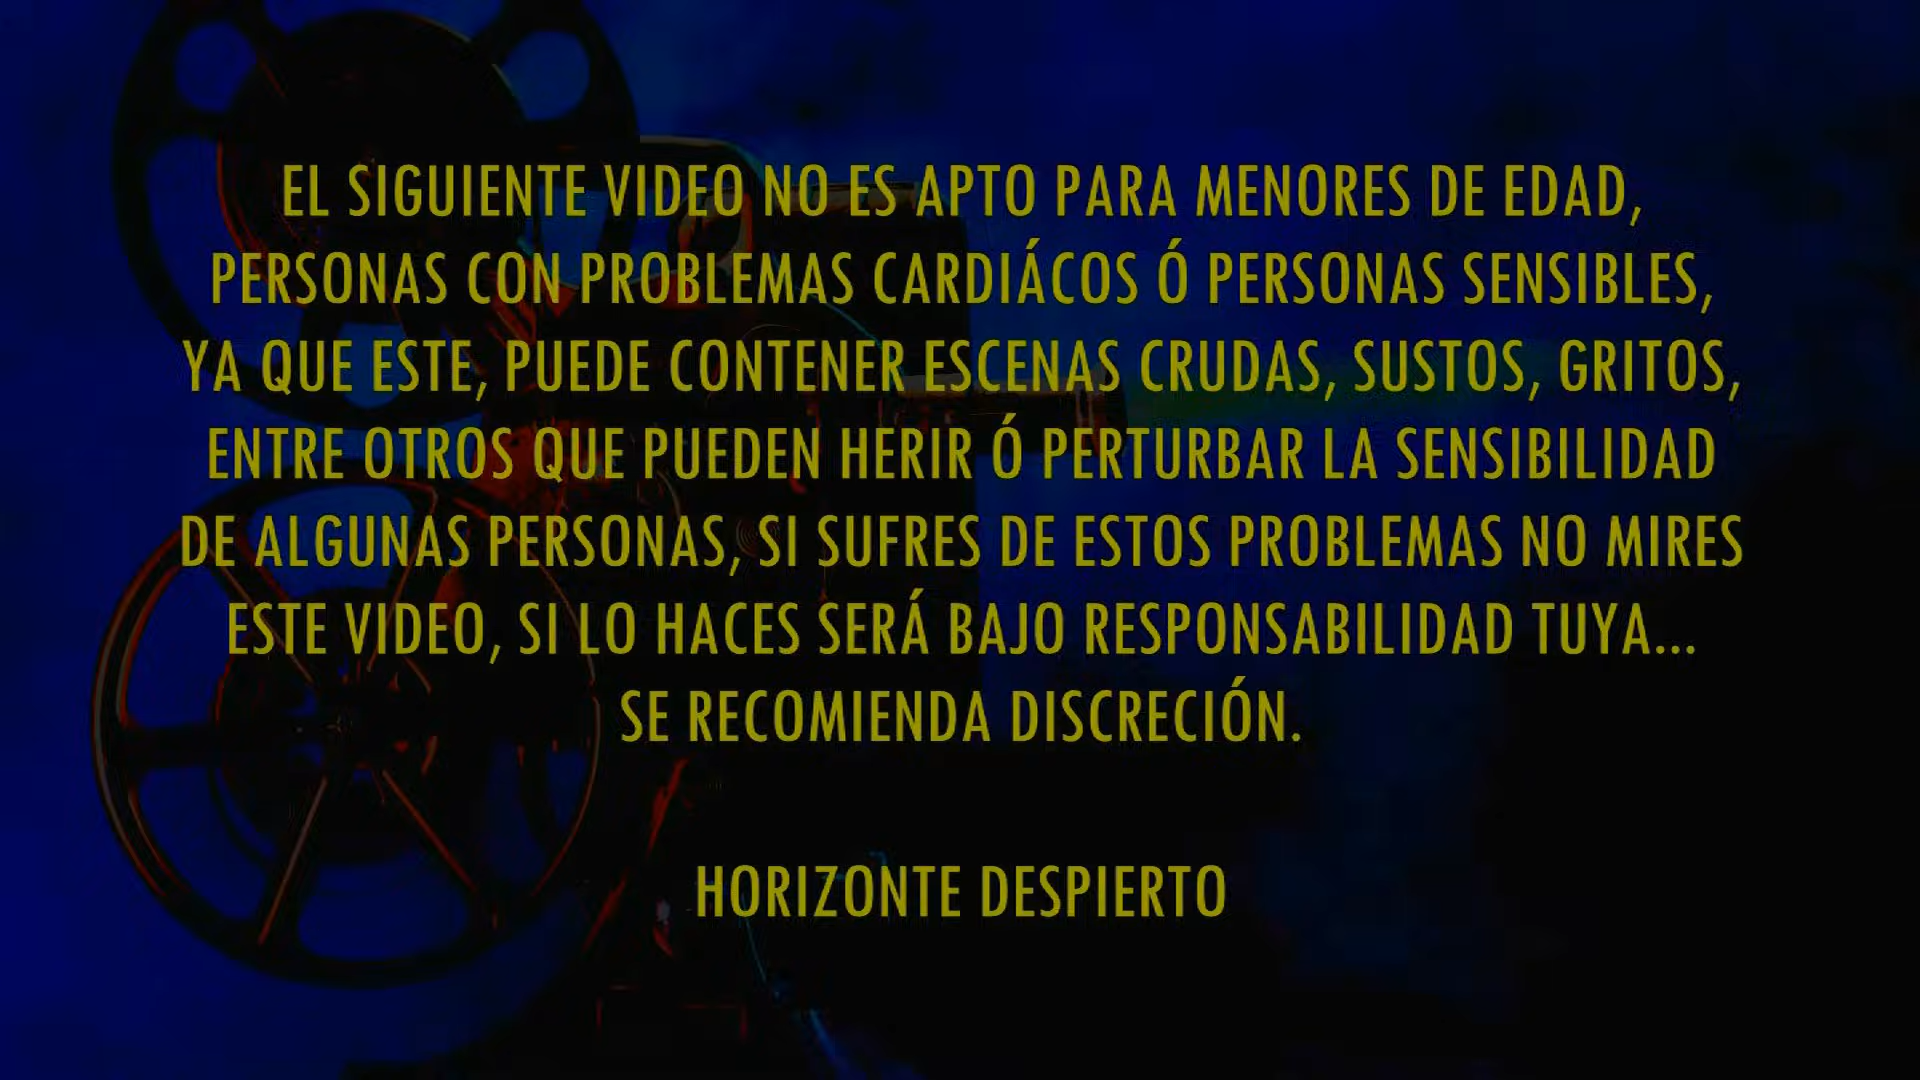 EL SIGUIENTE VIDEO NO ES APTO PARA MENORES DE EDAD,
PERSONAS CON PROBLEMAS CARDIÁCOS Ó PERSONAS SENSIBLES,
YA QUE ESTE, PUEDE CONTENER ESCENAS CRUDAS, SUSTOS, GRITOS,
ENTRE OTROS QUE PUEDEN HERIR Ó PERTURBAR LA SENSIBILIDAD
DE ALGUNAS PERSONAS, SI SUFRES DE ESTOS PROBLEMAS NO MIRES
ESTE VIDEO, SI LO HACES SERÁ BAJO RESPONSABILIDAD TUYA...
SE RECOMIENDA DISCRECIÓN.
HORIZONTE DESPIERTO